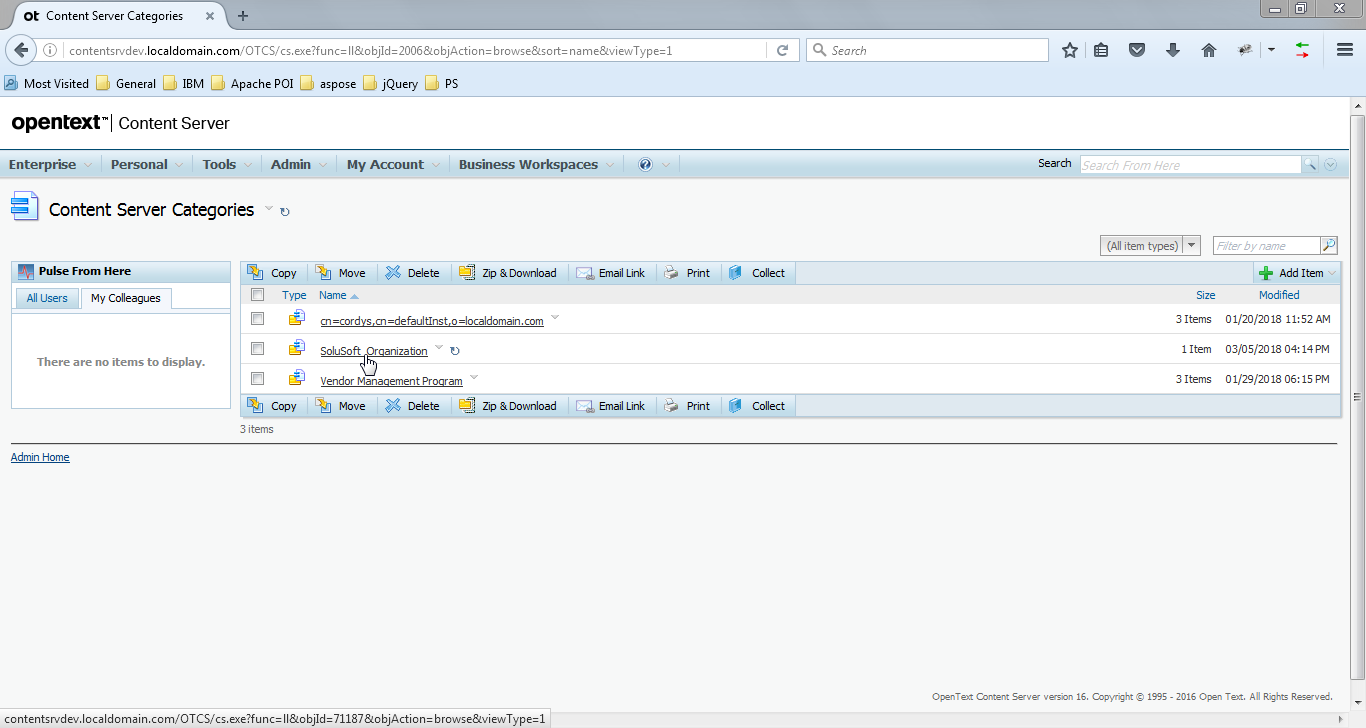 ot Content Server Categories
contentsrvdev.localdomain.com/OTCS/cs.exe?func=ll&objId=2006&objAction=browse&sort=name&viewType=1 Search
Most Visited General IBM Apache POI aspose jQuery PS
opentext™ | Content Server
Enterprise Personal Tools Admin My Account Business Workspaces ? Search Search From Here
Content Server Categories
(All item types) Filter by name
Pulse From Here
All Users My Colleagues
There are no items to display.
Copy Move Delete Zip & Download Email Link Print Collect Add Item
Type Name Size Modified
cn=cordys,cn=defaultInst,o=localdomain.com 3 Items 01/20/2018 11:52 AM
SoluSoft_Organization 1 Item 03/05/2018 04:14 PM
Vendor Management Program 3 Items 01/29/2018 06:15 PM
Copy Move Delete Zip & Download Email Link Print Collect
3 items
Admin Home
OpenText Content Server version 16. Copyright © 1995 - 2016 Open Text. All Rights Reserved.
contentsrvdev.localdomain.com/OTCS/cs.exe?func=ll&objId=71187&objAction=browse&viewType=1